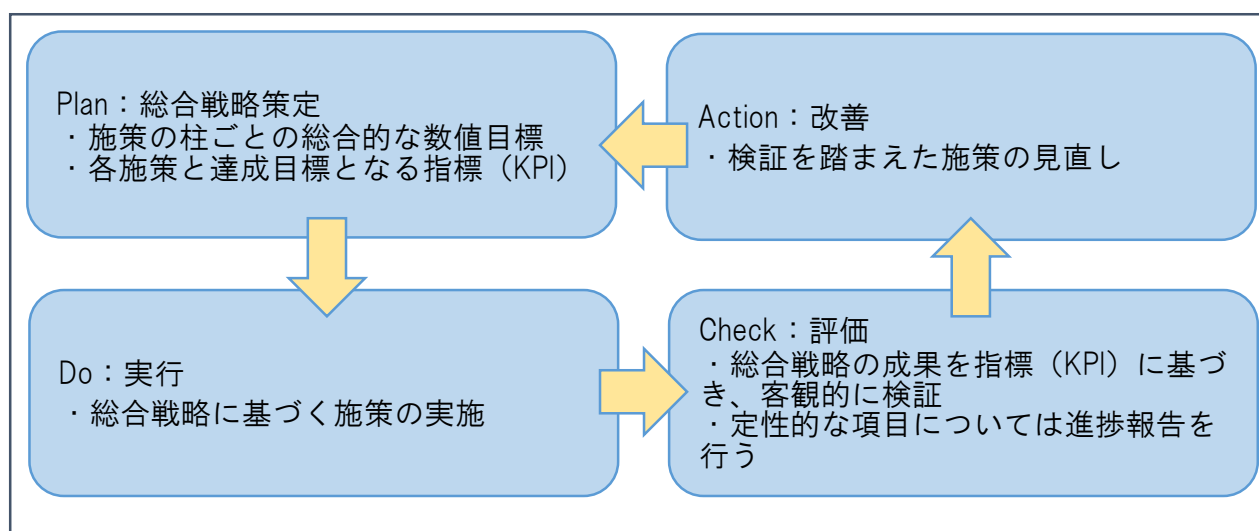 Plan：総合戦略策定
・施策の柱ごとの総合的な数値目標
・各施策と達成目標となる指標（KPI）
Action：改善
・検証を踏まえた施策の見直し
Do：実行
・総合戦略に基づく施策の実施
Check：評価
・総合戦略の成果を指標（KPI）に基づ
き、客観的に検証
・定性的な項目については進捗報告を
行う